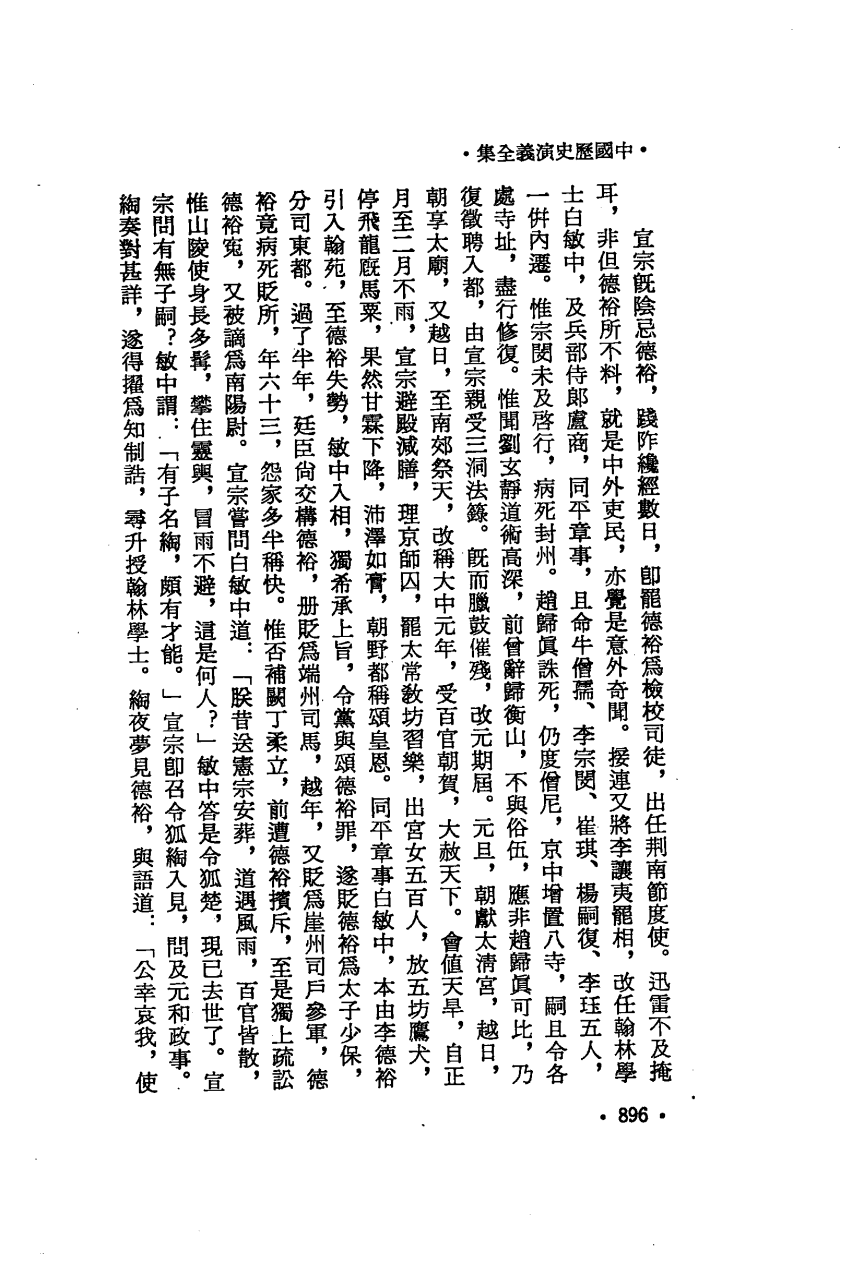 •中國歷史演義全集•
宣宗既陰忌德裕，踐阼纔經數日，卽罷德裕爲檢校司徒，出任荆南節度使。迅雷不及掩
耳，非但德裕所不料，就是中外吏民，亦覺是意外奇聞。接連又將李讓夷罷相，改任翰林學
士白敏中，及兵部侍郞盧商，同平章事，且命牛僧孺、李宗閔、崔琪、楊嗣復、李珏五人，
一倂內遷。惟宗閔未及啓行，病死封州。趙歸眞誅死，仍度僧尼，京中增置八寺，嗣且令各
處寺址，盡行修復。惟聞劉玄靜道術高深，前曾辭歸衡山，不與俗伍，應非趙歸眞可比，乃
復徵聘入都，由宣宗親受三洞法籙。旣而臘鼓催殘，改元期屆。元旦，朝獻太清宮，越日，
朝享太廟，又越日，至南郊祭天，改稱大中元年，受百官朝賀，大赦天下。會値天旱，自正
月至二月不雨，宣宗避殿減膳，理京師囚，罷太常敎坊習樂，出宮女五百人，放五坊鷹犬，
停飛龍廐馬粟，果然甘霖下降，沛澤如膏，朝野都稱頌皇恩。同平章事白敏中，本由李德裕
引入翰苑，至德裕失勢，敏中入相，獨希承上旨，令黨與頌德裕罪，遂貶德裕爲太子少保，
分司東都。過了半年，廷臣尙交構德裕，册貶爲端州司馬，越年，又貶爲崖州司戶參軍，德
裕竟病死貶所，年六十三，怨家多半稱快。惟否補闕丁柔立，前遭德裕擯斥，至是獨上疏訟
德裕寃，又被謫爲南陽尉。宣宗嘗問白敏中道：「朕昔送憲宗安葬，道遇風雨，百官皆散，
惟山陵使身長多髯，攀住靈輿，冒雨不避，這是何人？」敏中答是令狐楚，現已去世了。宣
宗問有無子嗣？敏中謂：「有子名綯，頗有才能。」宣宗卽召令狐綯入見，問及元和政事。
綯奏對甚詳，遂得擢爲知制誥，尋升授翰林學士。綯夜夢見德裕，與語道：「公幸哀我，使
•896•